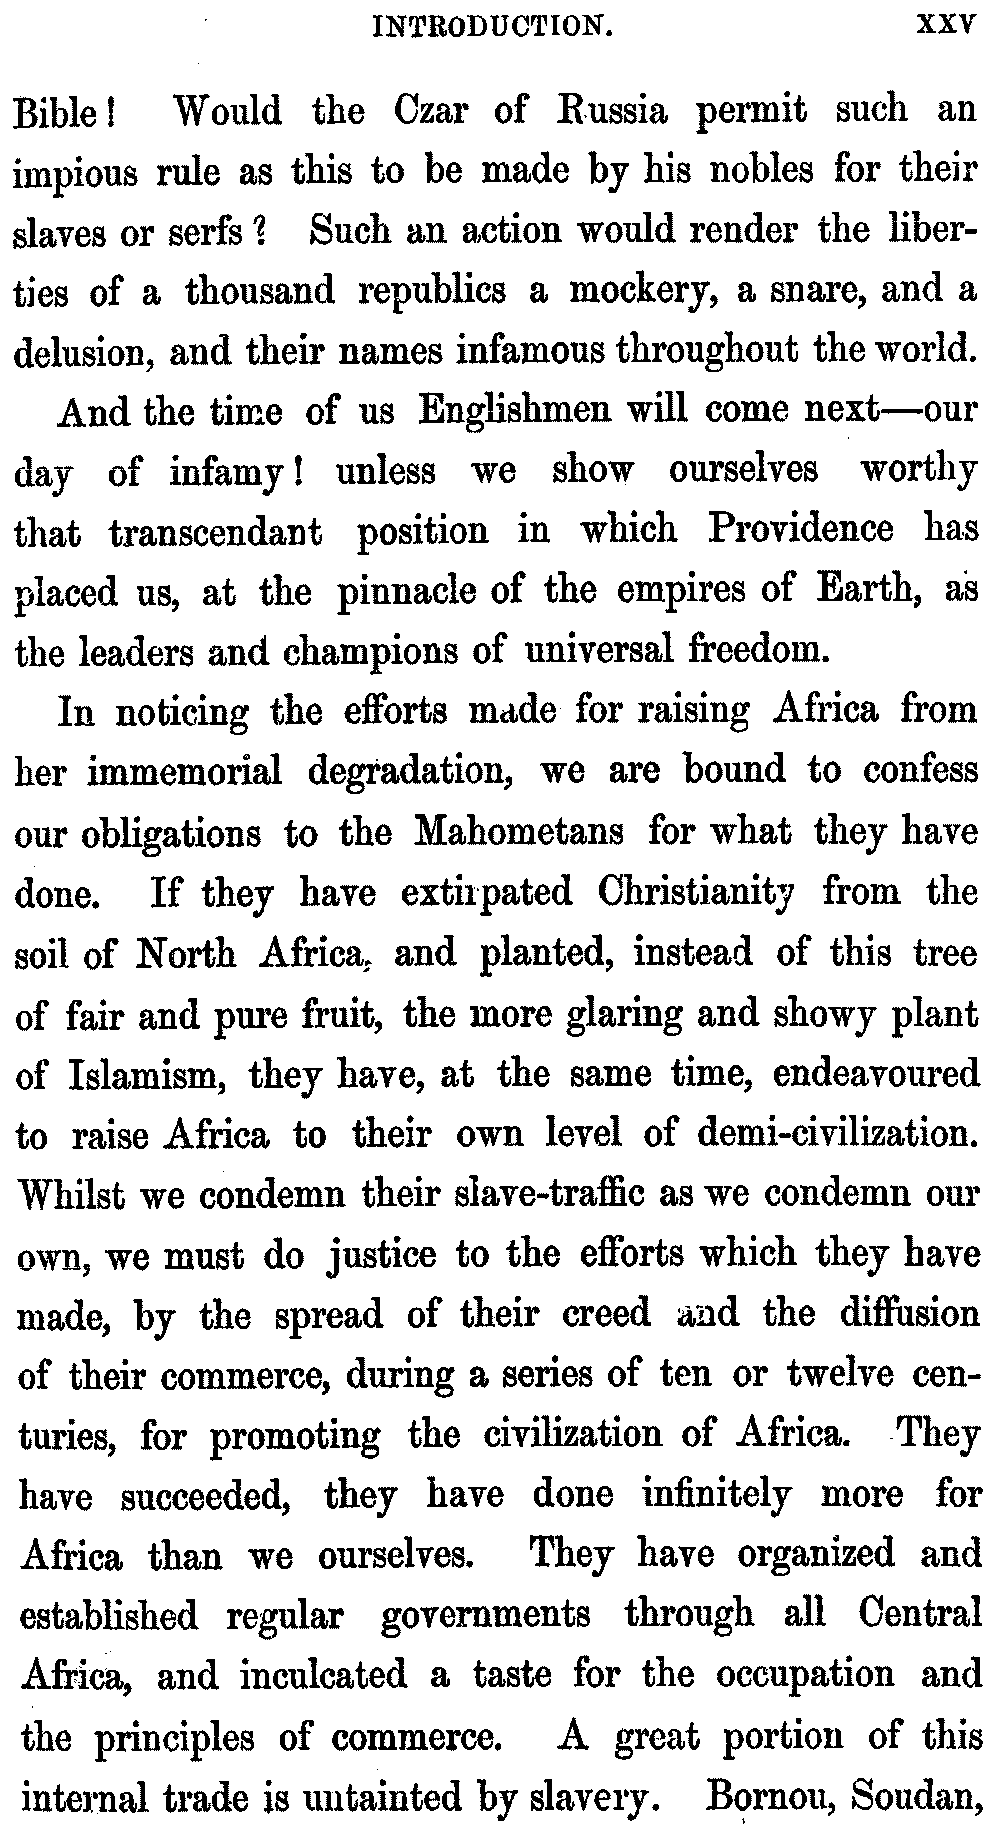 INTRODUCTION. XXV
Bible! Would the Czar of Russia permit such an
impious rule as this to be made by his nobles for their
slaves or serfs? Such an action would render the liber-
ties of a thousand republics a mockery, a snare, and a
delusion, and their names infamous throughout the world.
And the time of us Englishmen will come next—our
day of infamy! unless we show ourselves worthy
that transcendant position in which Providence has
placed us, at the pinnacle of the empires of Earth, as
the leaders and champions of universal freedom.
In noticing the efforts made for raising Africa from
her immemorial degradation, we are bound to confess
our obligations to the Mahometans for what they have
done. If they have extirpated Christianity from the
soil of North Africa, and planted, instead of this tree
of fair and pure fruit, the more glaring and showy plant
of Islamism, they have, at the same time, endeavoured
to raise Africa to their own level of demi-civilization.
Whilst we condemn their slave-traffic as we condemn our
own, we must do justice to the efforts which they have
made, by the spread of their creed and the diffusion
of their commerce, during a series of ten or twelve cen-
turies, for promoting the civilization of Africa. They
have succeeded, they have done infinitely more for
Africa than we ourselves. They have organized and
established regular governments through all Central
Africa, and inculcated a taste for the occupation and
the principles of commerce. A great portion of this
internal trade is untainted by slavery. Bornou, Soudan,